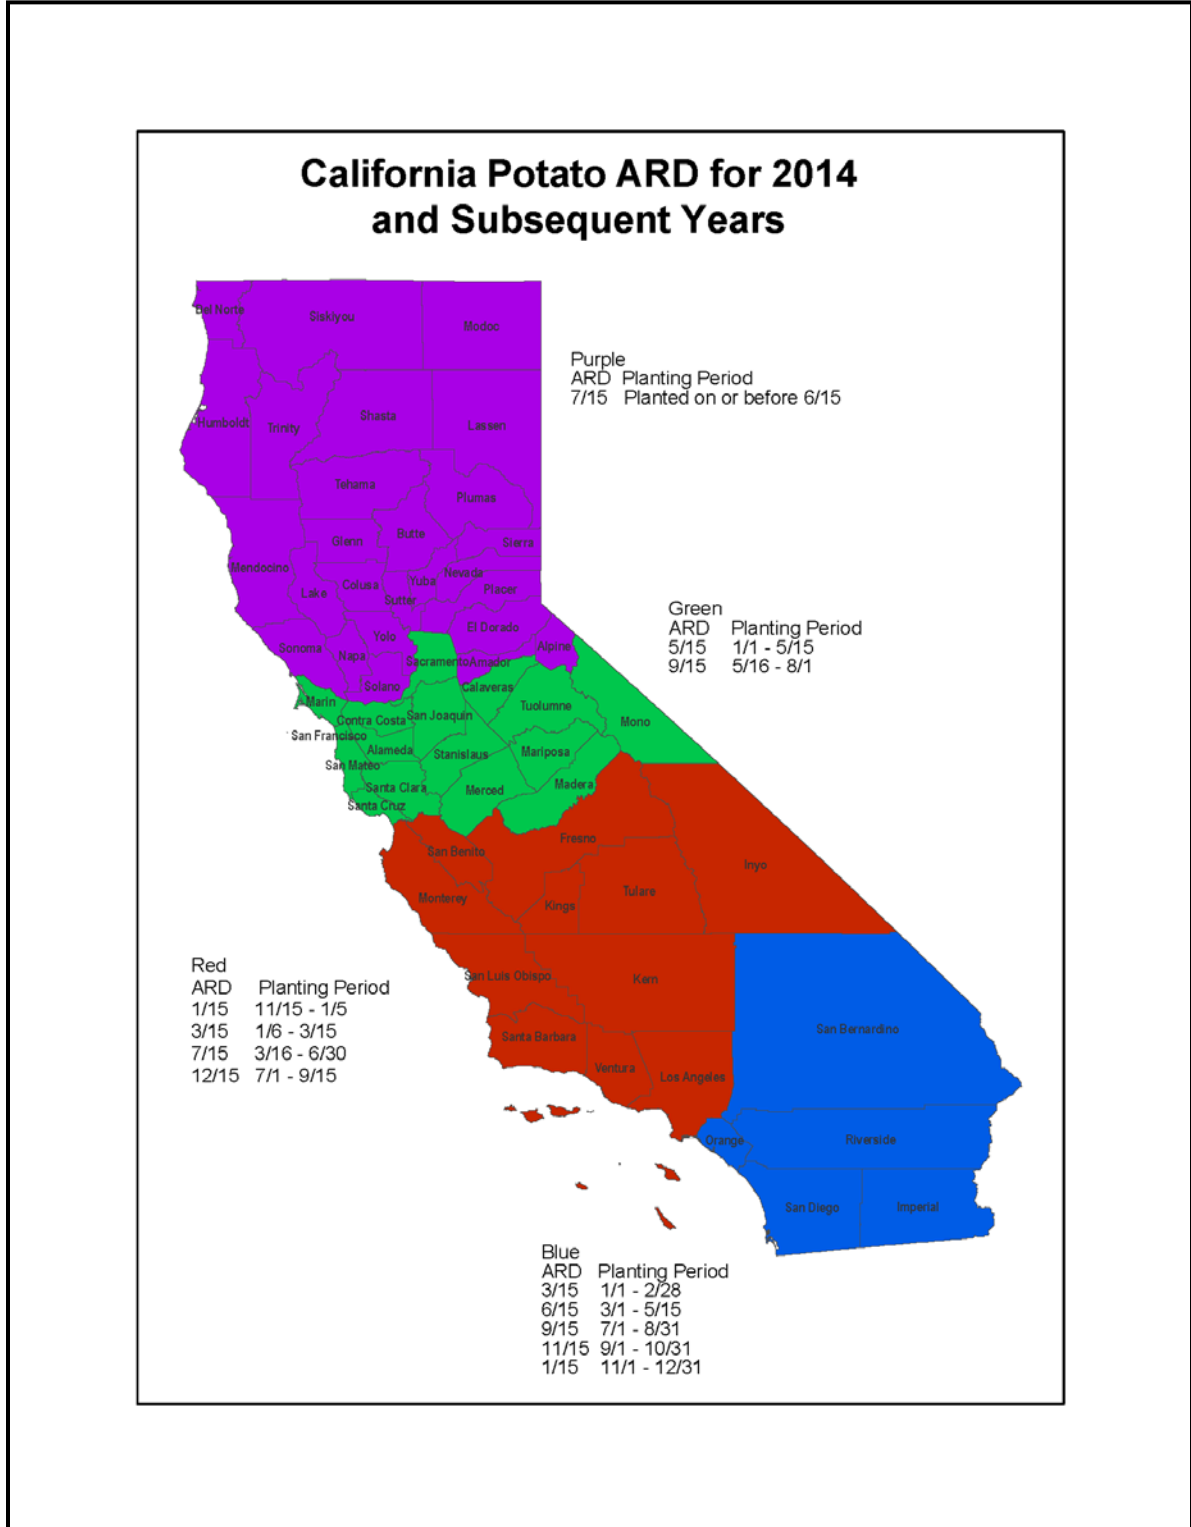 California Potato ARD for 2014
and Subsequent Years
Del Norte
Siskiyou
Modoc
Purple
ARD Planting Period
7/15 Planted on or before 6/15
Humboldt
Trinity
Shasta
Lassen
Tehama
Plumas
Glenn
Butte
Sierra
Mendocino
Lake
Colusa
Yuba
Nevada
Sutter
Placer
Green
ARD Planting Period
5/15 1/1 - 5/15
9/15 5/16 - 8/1
Sonoma
Napa
Yolo
El Dorado
Alpine
Sacramento
Amador
Solano
Calaveras
Marin
Contra Costa
San Joaquin
Tuolumne
Mono
San Francisco
Alameda
Stanislaus
Mariposa
San Mateo
Santa Clara
Merced
Madera
Santa Cruz
Fresno
San Benito
Inyo
Monterey
Kings
Tulare
Red
ARD Planting Period
1/15 11/15 - 1/5
3/15 1/6 - 3/15
7/15 3/16 - 6/30
12/15 7/1 - 9/15
San Luis Obispo
Kern
San Bernardino
Santa Barbara
Ventura
Los Angeles
Orange
Riverside
San Diego
Imperial
Blue
ARD Planting Period
3/15 1/1 - 2/28
6/15 3/1 - 5/15
9/15 7/1 - 8/31
11/15 9/1 - 10/31
1/15 11/1 - 12/31